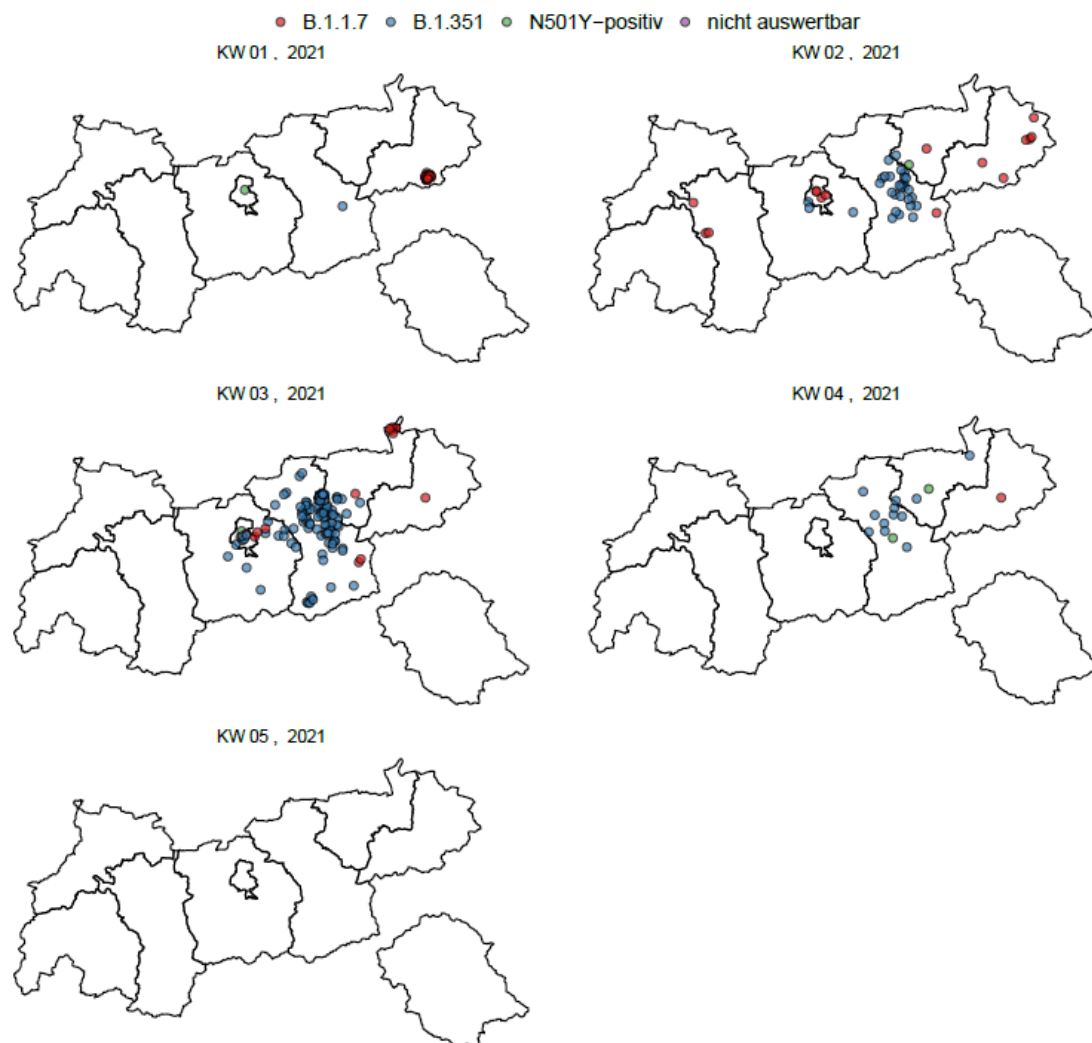 B.1.1.7 B.1.351 N501Y−positiv nicht auswertbar
KW 01 , 2021
KW 02 , 2021
KW 03 , 2021
KW 04 , 2021
KW 05 , 2021